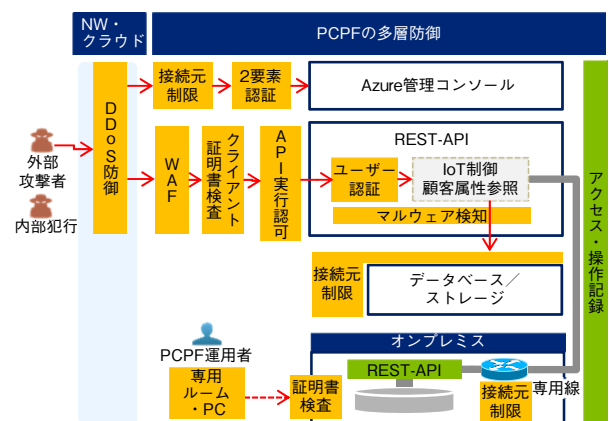 NW・
クラウド
PCPFの多層防御
DDoS防御
接続元
制限
2要素
認証
Azure管理コンソール
外部
攻撃者
内部犯行
WAF
クライアント
証明書検査
API実行認可
REST-API
ユーザー
認証
IoT制御
顧客属性参照
マルウェア検知
アクセス・操作記録
接続元
制限
データベース／
ストレージ
PCPF運用者
専用
ルーム
・PC
証明書
検査
オンプレミス
REST-API
接続元
制限
専用線